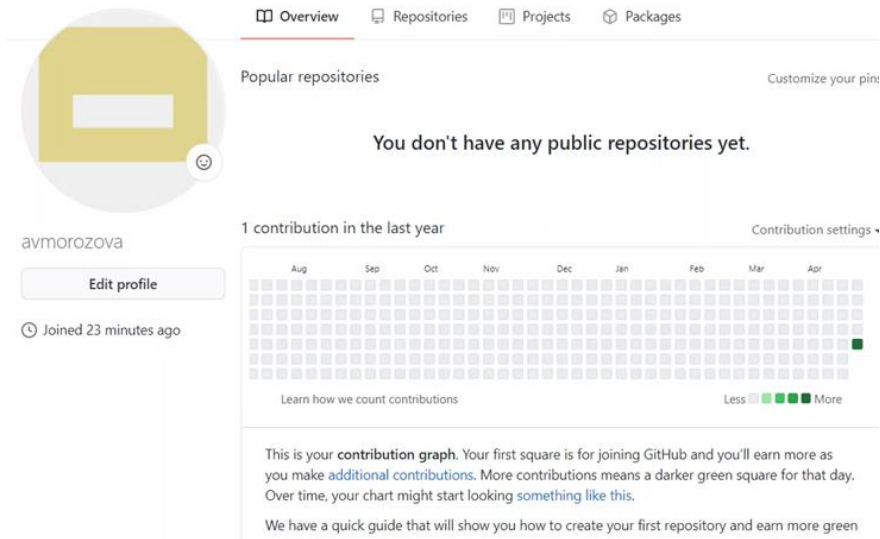 Overview Repositories Projects Packages
Popular repositories Customize your pins
You don't have any public repositories yet.
avmorozova
Edit profile
Joined 23 minutes ago
1 contribution in the last year Contribution settings
Aug Sep Oct Nov Dec Jan Feb Mar Apr
Learn how we count contributions Less More
This is your contribution graph. Your first square is for joining GitHub and you'll earn more as
you make additional contributions. More contributions means a darker green square for that day.
Over time, your chart might start looking something like this.
We have a quick guide that will show you how to create your first repository and earn more green